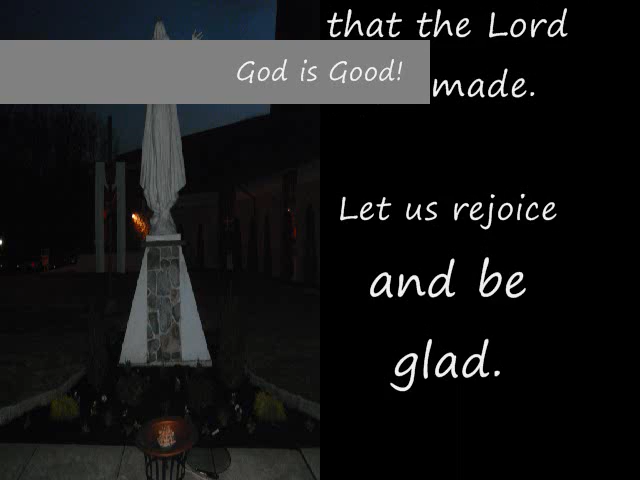 that the Lord
God is Good!
made.
Let us rejoice
and be
glad.